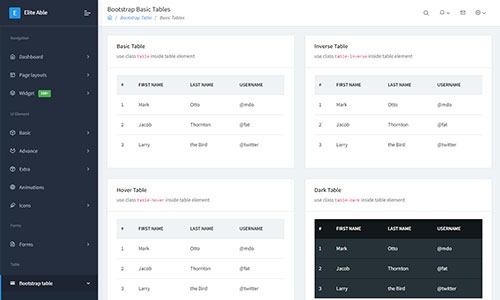 E Elite Able
Navigation
Dashboard
Page layouts
Widget 100+
UI Element
Basic
Advance
Extra
Animations
Icons
Forms
Forms
Table
Bootstrap table
Bootstrap Basic Tables
/ Bootstrap Table / Basic Tables
Basic Table
use class table inside table element
# FIRST NAME LAST NAME USERNAME
1 Mark Otto @mdo
2 Jacob Thornton @fat
3 Larry the Bird @twitter
Inverse Table
use class table-inverse inside table element
# FIRST NAME LAST NAME USERNAME
1 Mark Otto @mdo
2 Jacob Thornton @fat
3 Larry the Bird @twitter
Hover Table
use class table-hover inside table element
# FIRST NAME LAST NAME USERNAME
1 Mark Otto @mdo
2 Jacob Thornton @fat
3 Larry the Bird @twitter
Dark Table
use class table-dark inside table element
# FIRST NAME LAST NAME USERNAME
1 Mark Otto @mdo
2 Jacob Thornton @fat
3 Larry the Bird @twitter